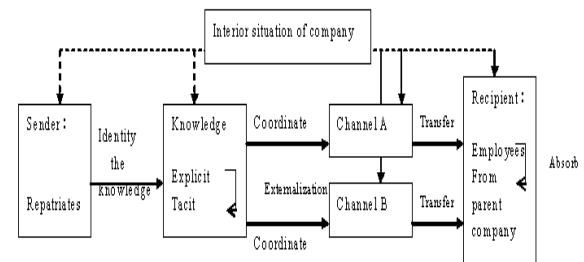 Interior situation of company
Sender:
Repatriates
Identity
the
knowledge
Knowledge
Explicit
Tacit
Coordinate
Externalization
Coordinate
Channel A
Channel B
Transfer
Transfer
Recipient:
Employees
From
parent
company
Absorb